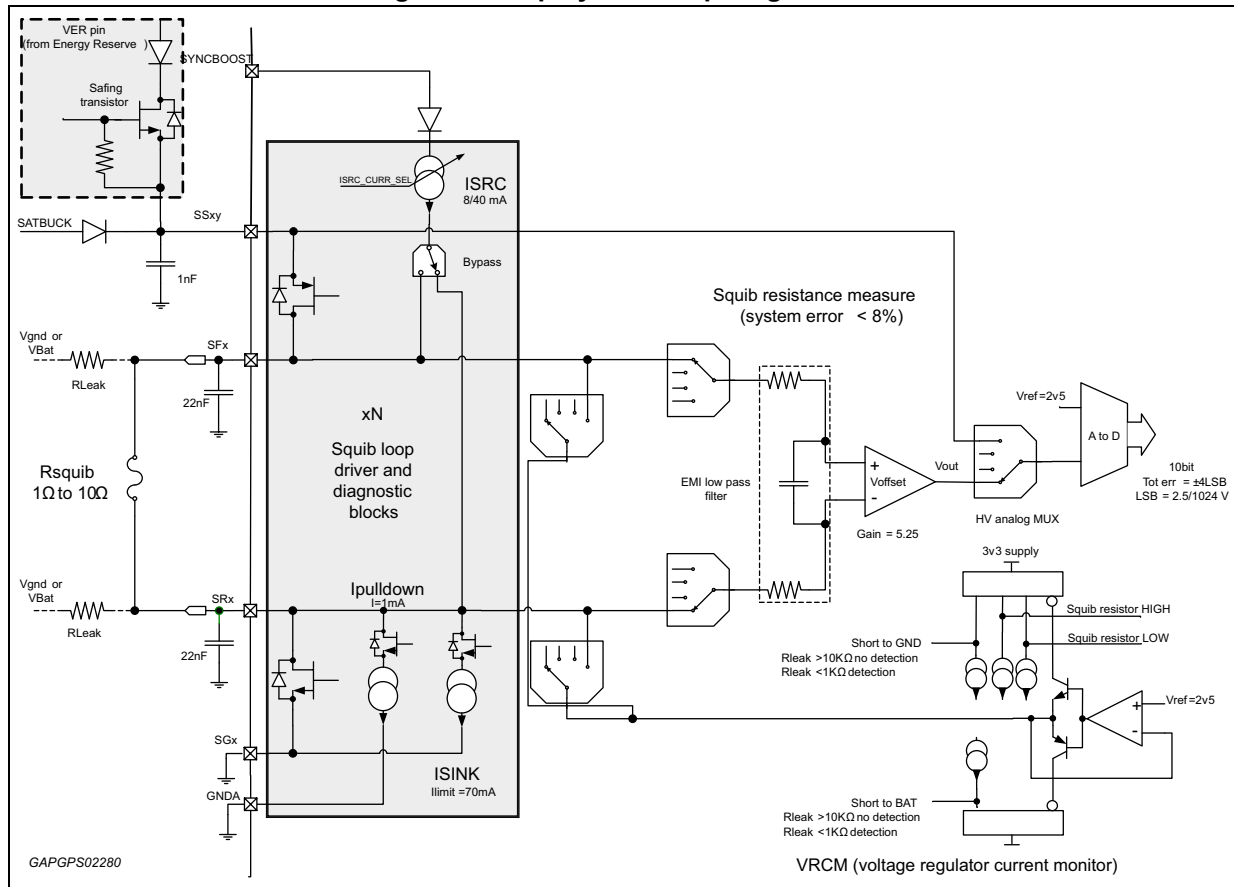 VER pin
(from Energy Reserve )
SYNCBOOST
Safing
transistor
ISRC_CURR_SEL
ISRC
8/40 mA
SATBUCK
SSxy
Bypass
1nF
Squib resistance measure
(system error < 8%)
Vgnd or
VBat
SFx
RLeak
22nF
xN
Vref=2v5
A to D
Rsquib
1Ω to 10Ω
Squib loop
driver and
diagnostic
blocks
EMI low pass
filter
+
Voffset
-
Vout
10bit
Tot err = ±4LSB
LSB = 2.5/1024 V
Gain = 5.25
HV analog MUX
3v3 supply
Vgnd or
VBat
SRx
Ipulldown
I=1mA
RLeak
22nF
Squib resistor HIGH
Short to GND
Squib resistor LOW
Rleak >10KΩ no detection
Rleak <1KΩ detection
+
Vref=2v5
-
SGx
ISINK
Ilimit =70mA
GNDA
Short to BAT
Rleak >10KΩ no detection
Rleak <1KΩ detection
GAPGPS02280
VRCM (voltage regulator current monitor)